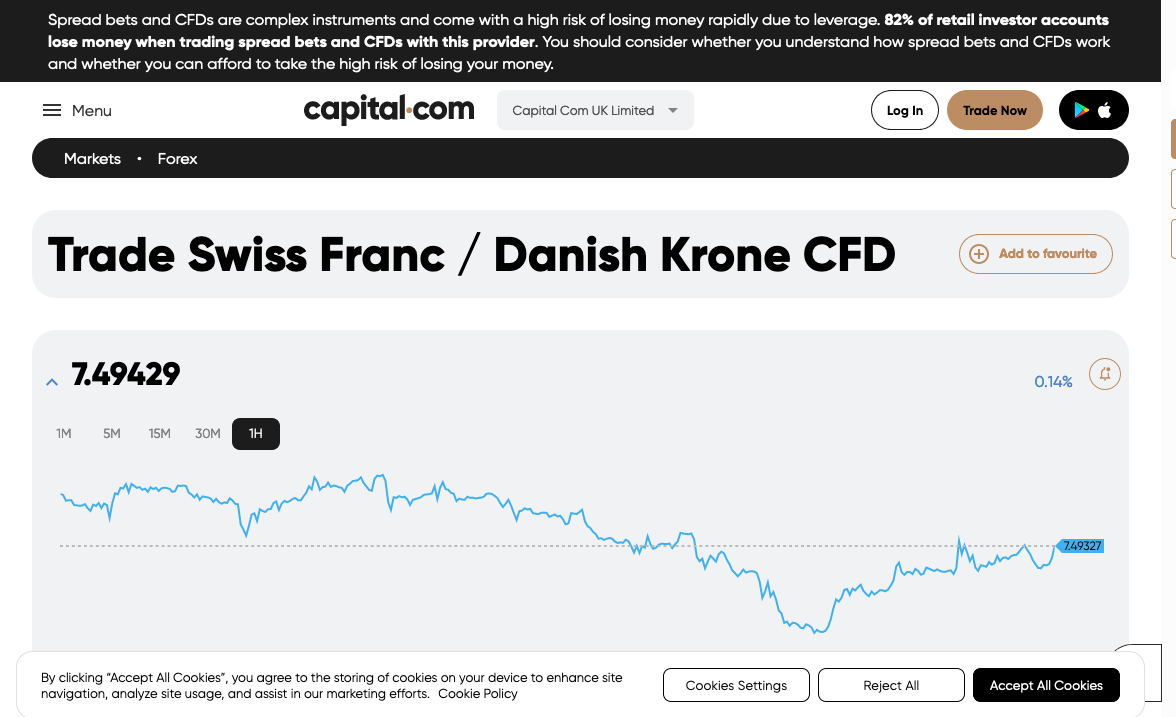 Spread bets and CFDs are complex instruments and come with a high risk of losing money rapidly due to leverage. 82% of retail investor accounts
lose money when trading spread bets and CFDs with this provider. You should consider whether you understand how spread bets and CFDs work
and whether you can afford to take the high risk of losing your money.
Menu
capital.com
Capital Com UK Limited
Log In
Trade Now
Markets • Forex
Trade Swiss Franc / Danish Krone CFD
Add to favourite
7.49429
0.14%
1M 5M 15M 30M 1H
7.49327
By clicking “Accept All Cookies”, you agree to the storing of cookies on your device to enhance site
navigation, analyze site usage, and assist in our marketing efforts. Cookie Policy
Cookies Settings
Reject All
Accept All Cookies